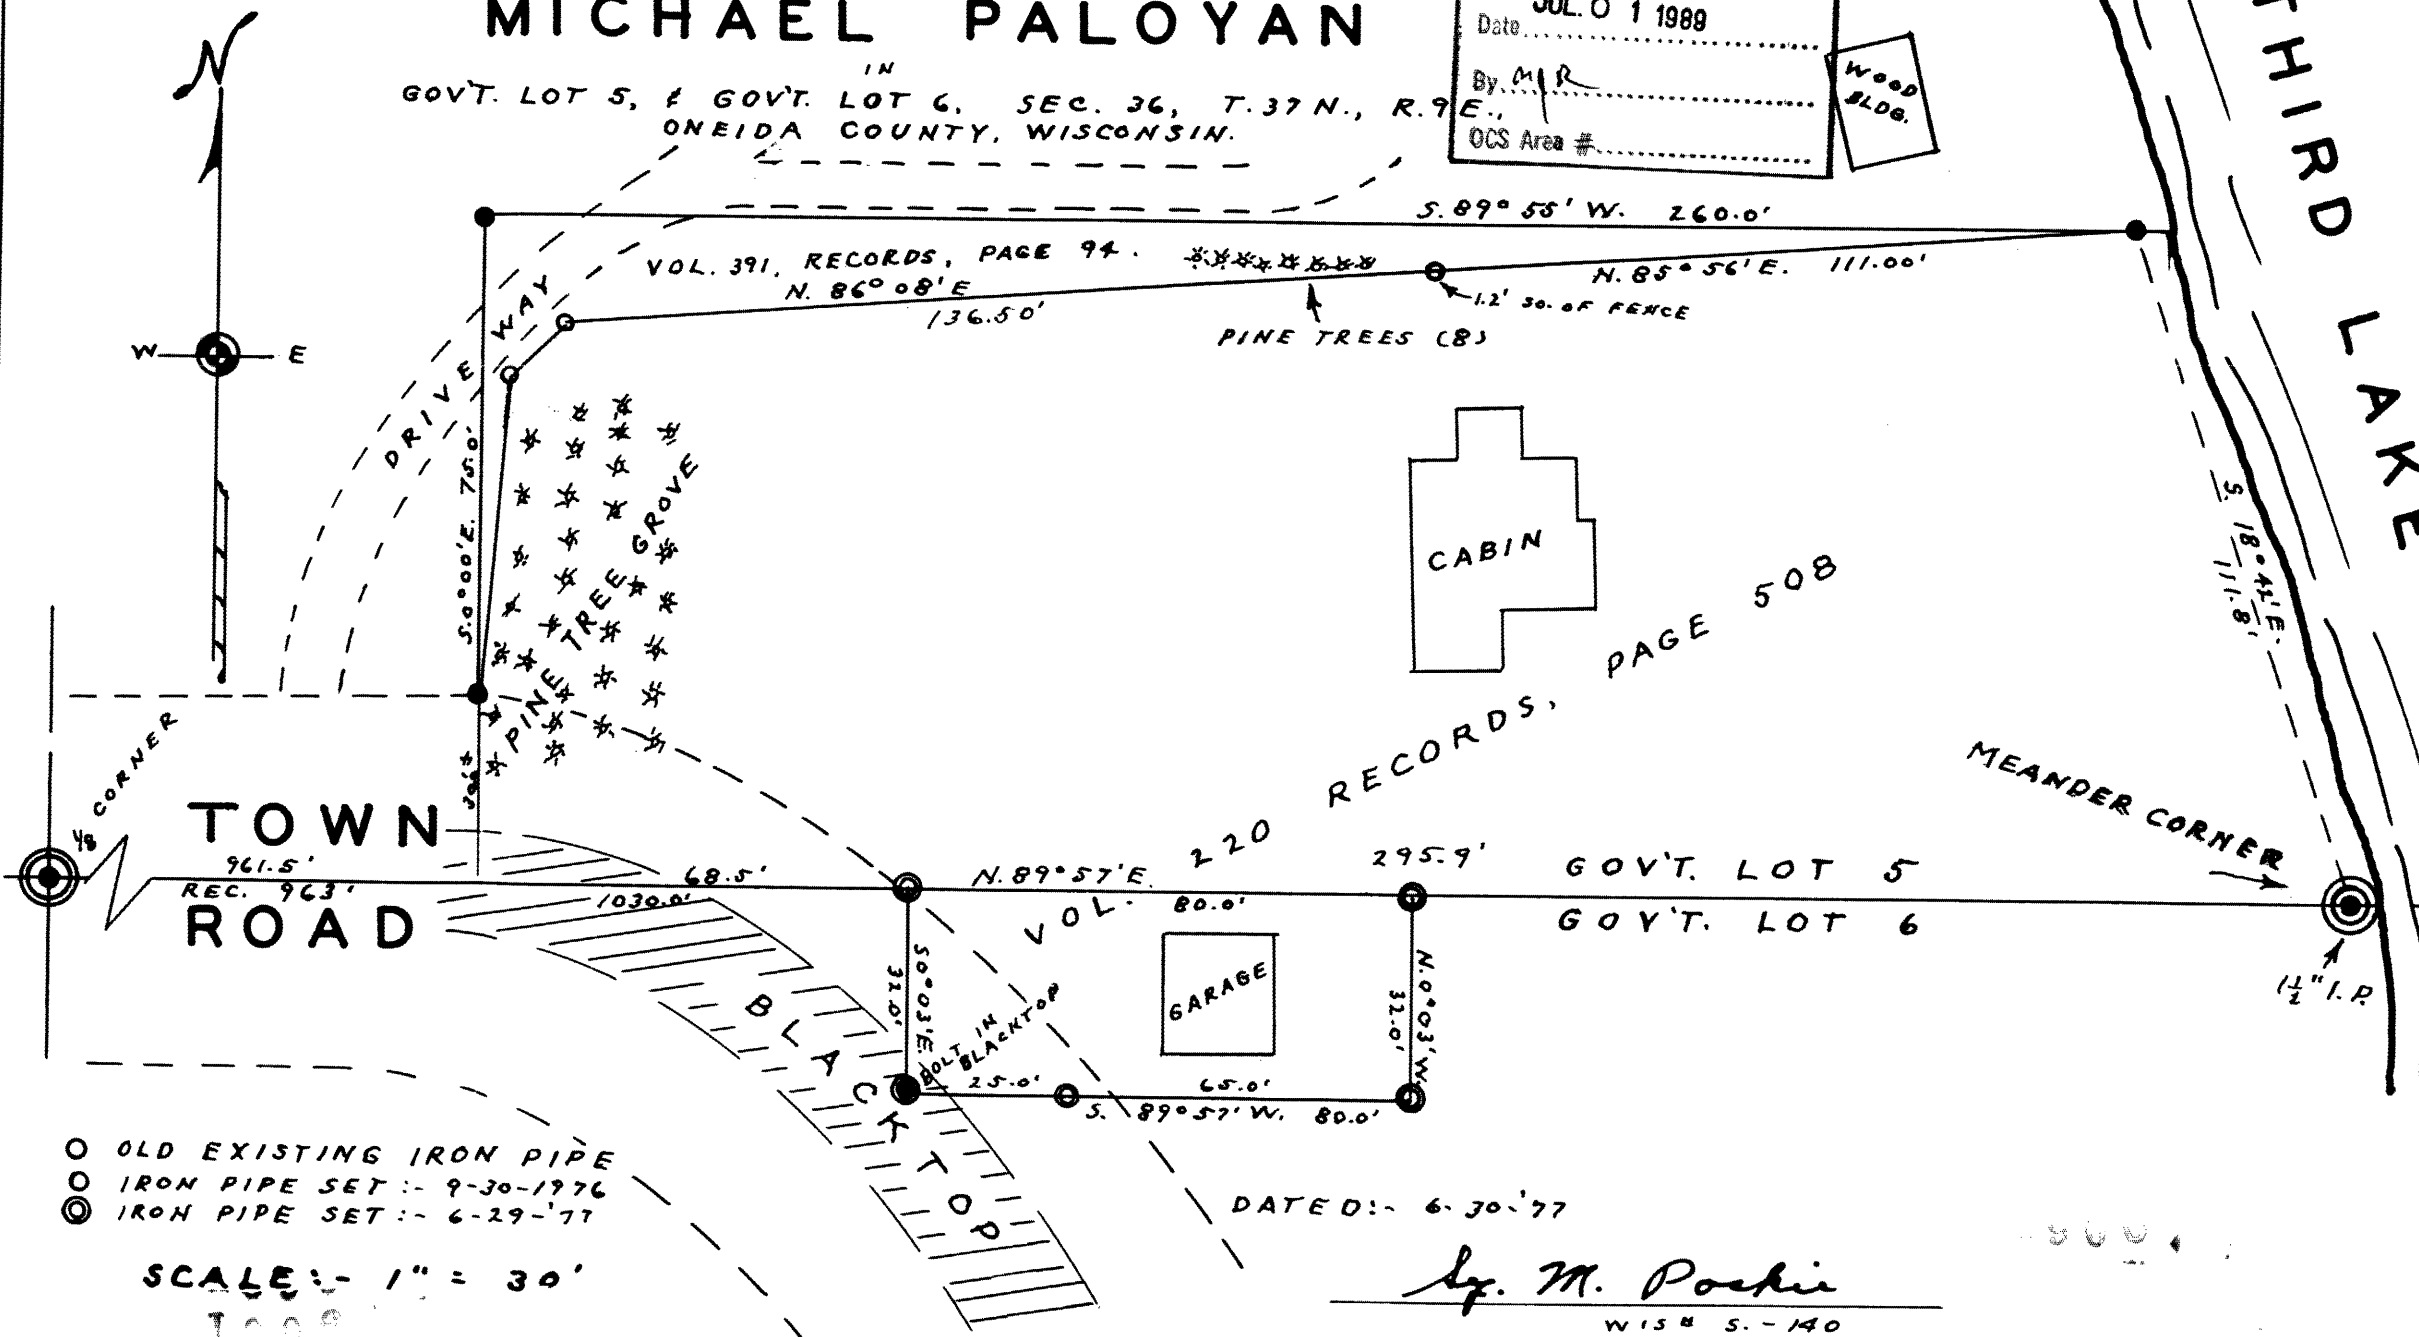 MICHAEL PALOYAN
IN
GOV'T. LOT 5, & GOV'T. LOT 6, SEC. 36, T. 37 N., R. 9 E.,
ONEIDA COUNTY, WISCONSIN.
Date JUL. 0 1 1989
By MR
OCS Area #
WOOD
BLDG.
THIRD LAKE
N
W E
S. 89° 55' W. 260.0'
VOL. 391, RECORDS, PAGE 94.
N. 86° 08' E
136.50'
N. 85° 56' E. 111.00'
1.2' SO. OF FENCE
PINE TREES (8)
DRIVE WAY
S. 0° 00' E. 75.0'
PINE TREE GROVE
CABIN
VOL. 220 RECORDS, PAGE 508
S. 18° 42' E.
111.8'
MEANDER CORNER
1/8 CORNER
TOWN
ROAD
961.5'
REC. 963'
68.5'
1030.0'
N. 89° 57' E.
295.9'
80.0'
GOV'T. LOT 5
GOV'T. LOT 6
1½" I.P.
S 0° 03' E.
32.0'
N. 0° 03' W.
32.0'
GARAGE
BOLT IN
BLACKTOP
25.0'
65.0'
S. 89° 57' W. 80.0'
BLACKTOP
OLD EXISTING IRON PIPE
IRON PIPE SET :- 9-30-1976
IRON PIPE SET :- 6-29-'77
SCALE :- 1" = 30'
DATED :- 6-30-'77
M. Poskie
WIS # S. - 140